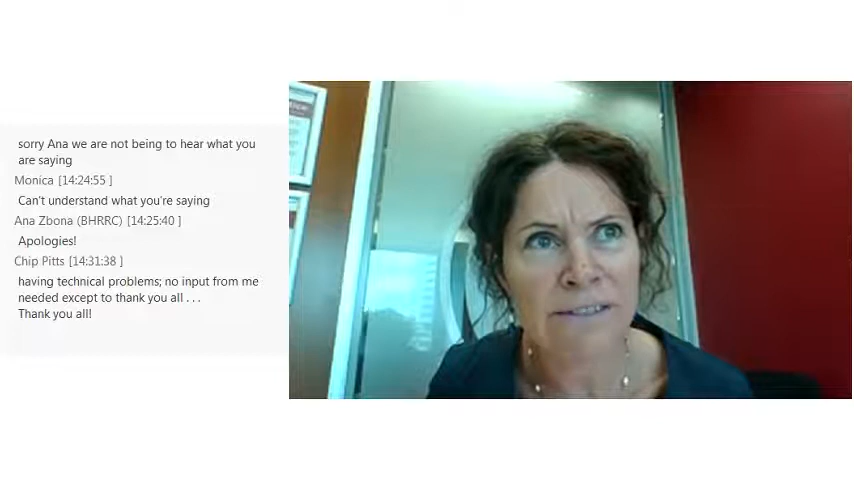 sorry Ana we are not being to hear what you
are saying
Monica [14:24:55 ]
Can't understand what you're saying
Ana Zbona (BHRRC) [14:25:40 ]
Apologies!
Chip Pitts [14:31:38 ]
having technical problems; no input from me
needed except to thank you all . . .
Thank you all!